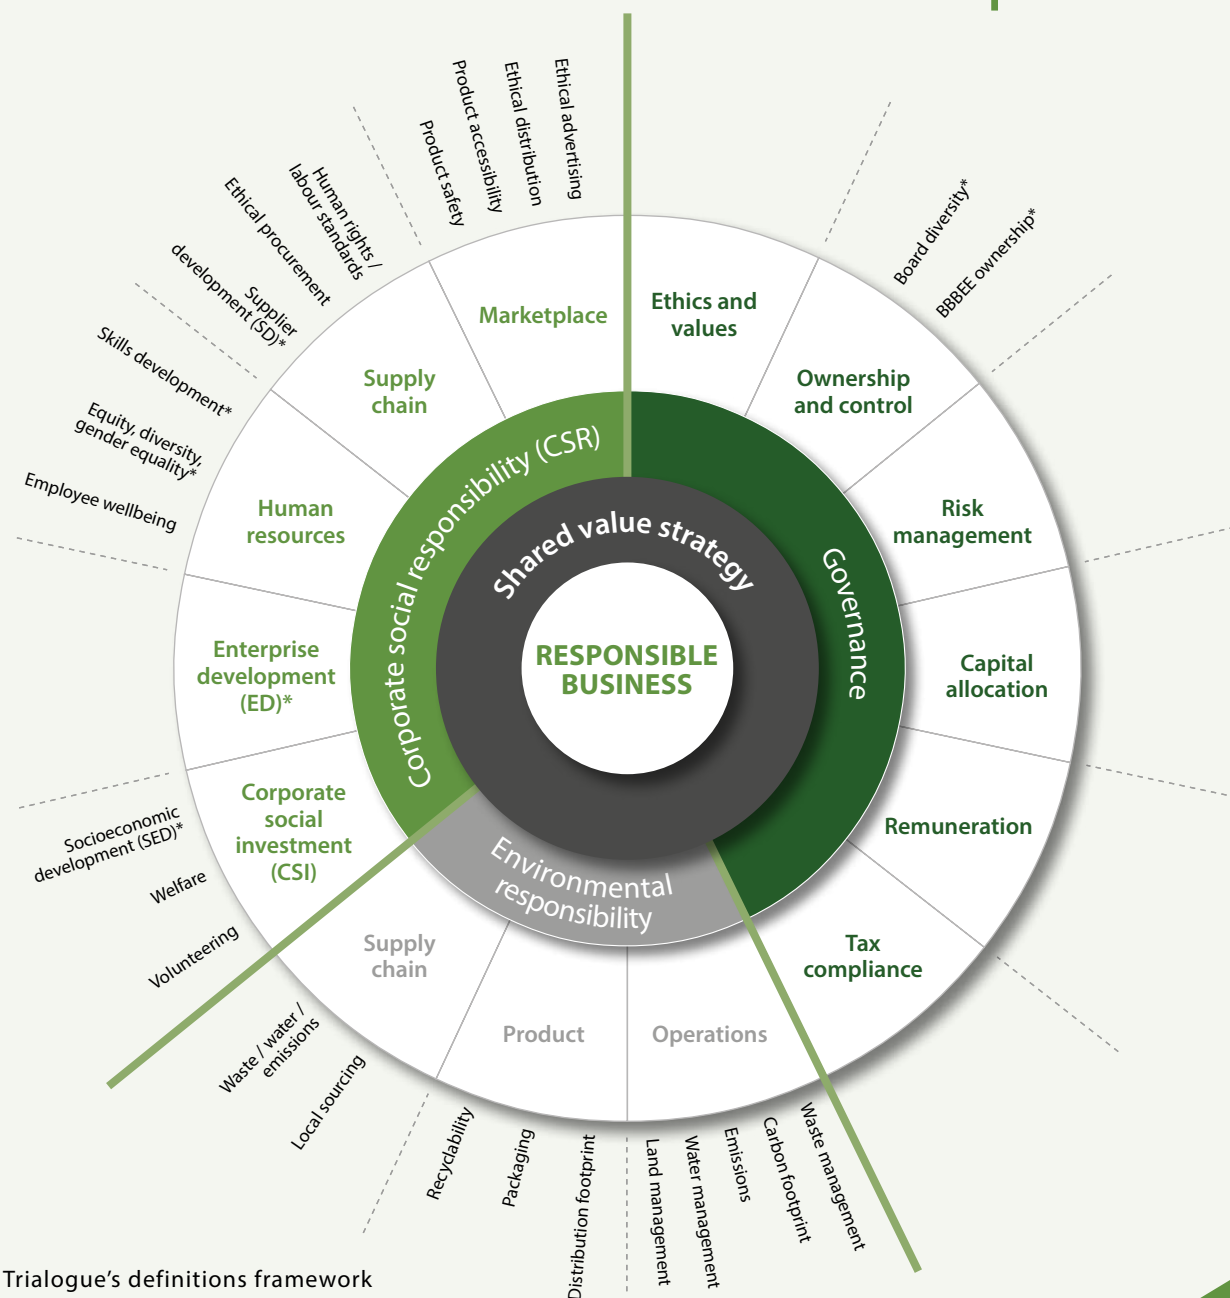 RESPONSIBLE
BUSINESS
Shared value strategy
Corporate social responsibility (CSR)
Governance
Environmental
responsibility
Marketplace
Ethical advertising
Ethical distribution
Product accessibility
Product safety
Supply
chain
Human rights /
labour standards
Ethical procurement
Supplier
development (SD)*
Human
resources
Skills development*
Equity, diversity,
gender equality*
Employee wellbeing
Enterprise
development
(ED)*
Corporate
social
investment
(CSI)
Socioeconomic
development (SED)*
Welfare
Volunteering
Ethics and
values
Ownership
and control
Board diversity*
BBBEE ownership*
Risk
management
Capital
allocation
Remuneration
Tax
compliance
Supply
chain
Waste / water /
emissions
Local sourcing
Product
Recyclability
Packaging
Distribution footprint
Operations
Land management
Water management
Emissions
Carbon footprint
Waste management
Trialogue's definitions framework